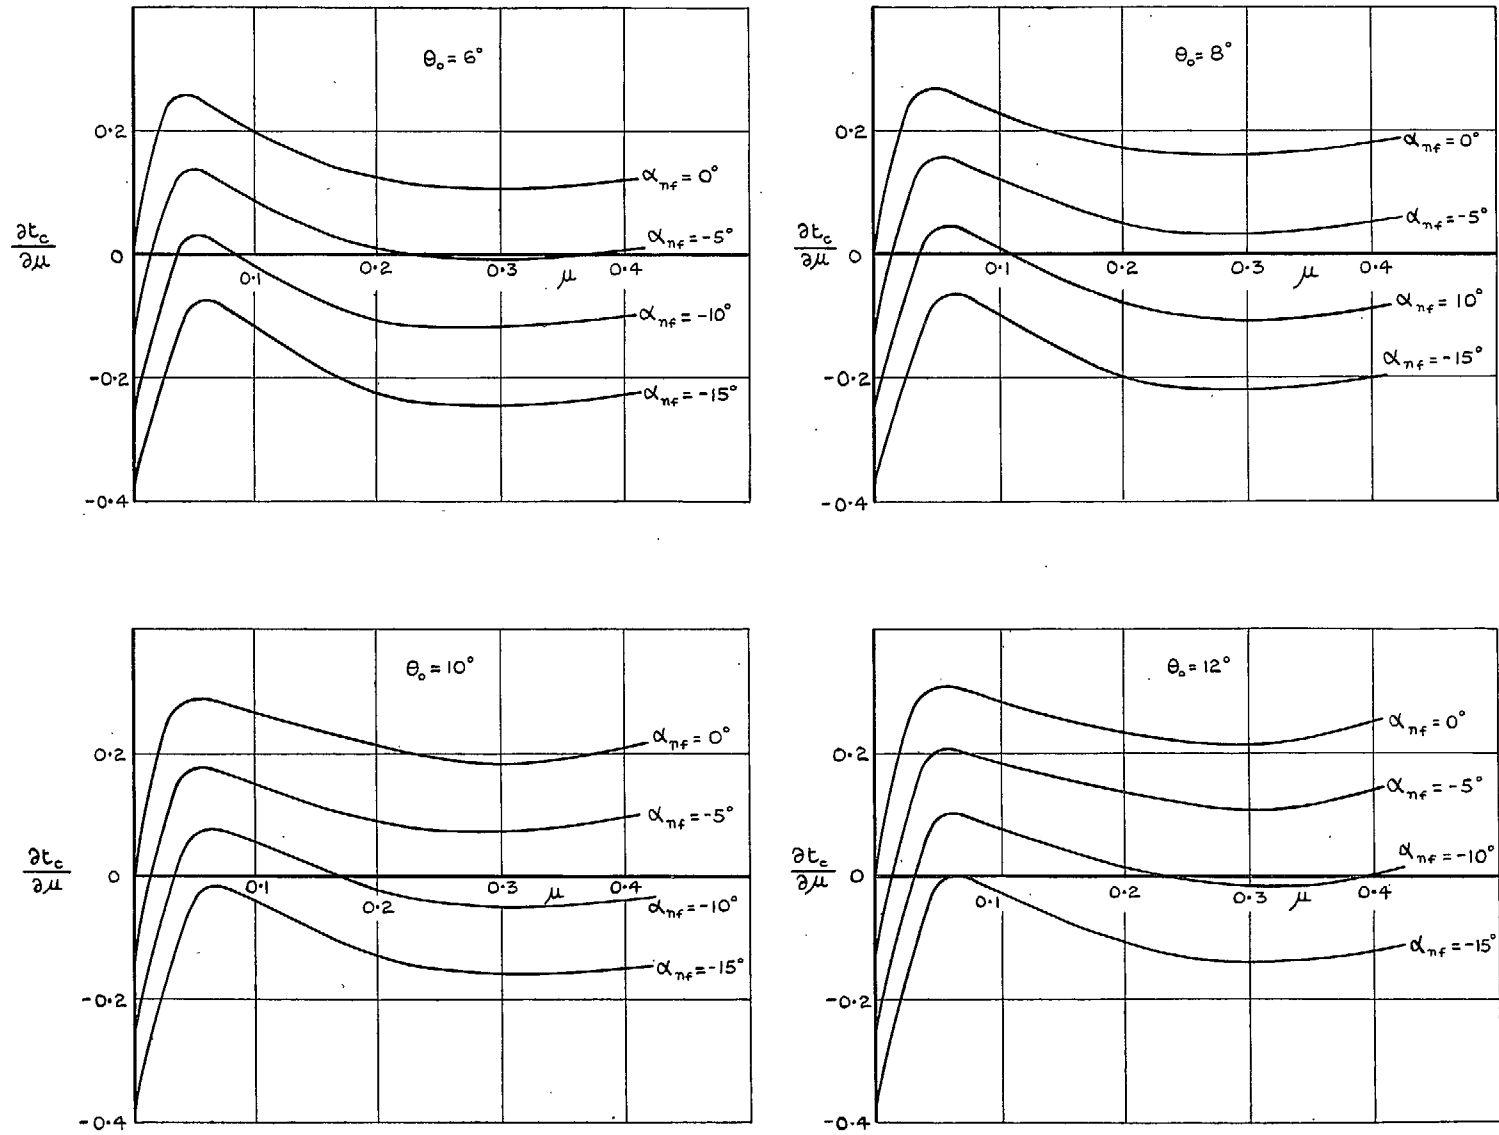 θ₀ = 6°
0.2
0
-0.2
-0.4
∂t_c
∂μ
0.1
0.2
0.3
μ
0.4
α_nf = 0°
α_nf = -5°
α_nf = -10°
α_nf = -15°
θ₀ = 8°
0.2
0
-0.2
-0.4
∂t_c
∂μ
0.1
0.2
0.3
μ
0.4
α_nf = 0°
α_nf = -5°
α_nf = 10°
α_nf = -15°
θ₀ = 10°
0.2
0
-0.2
-0.4
∂t_c
∂μ
0.1
0.2
0.3
μ
0.4
α_nf = 0°
α_nf = -5°
α_nf = -10°
α_nf = -15°
θ₀ = 12°
0.2
0
-0.2
-0.4
∂t_c
∂μ
0.1
0.2
0.3
μ
0.4
α_nf = 0°
α_nf = -5°
α_nf = -10°
α_nf = -15°